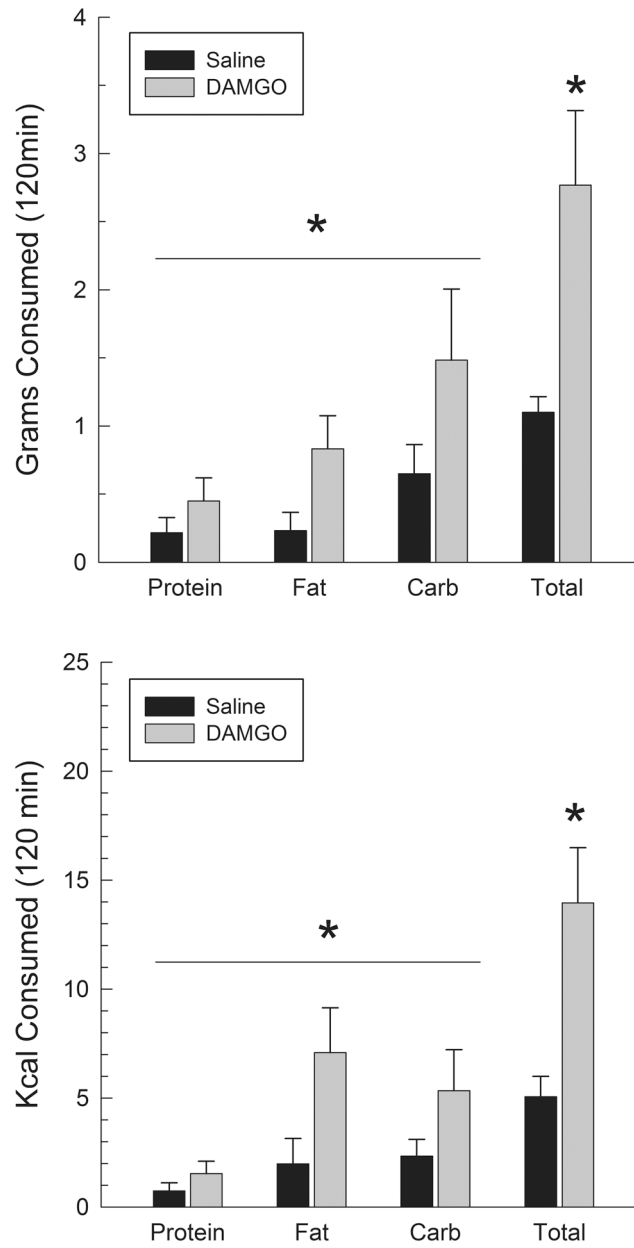 Grams Consumed (120min)
4
3
2
1
0
Saline
DAMGO
*
*
Protein Fat Carb Total
Kcal Consumed (120 min)
25
20
15
10
5
0
Saline
DAMGO
*
*
Protein Fat Carb Total